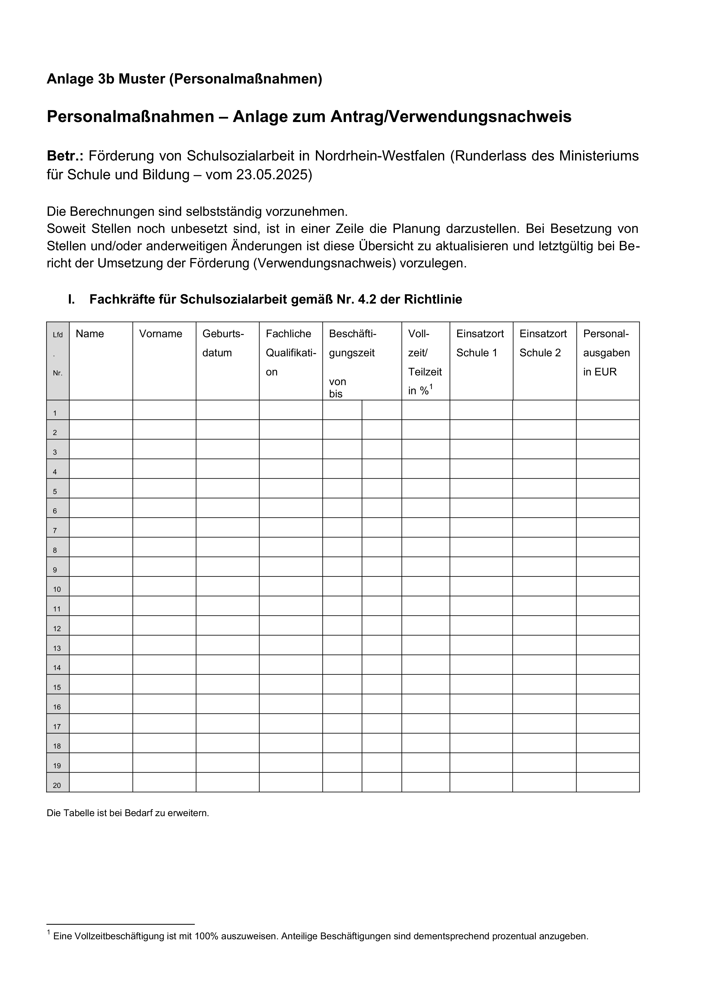 Anlage 3b Muster (Personalmaßnahmen)
Personalmaßnahmen – Anlage zum Antrag/Verwendungsnachweis
Betr.: Förderung von Schulsozialarbeit in Nordrhein-Westfalen (Runderlass des Ministeriums
für Schule und Bildung – vom 23.05.2025)
Die Berechnungen sind selbstständig vorzunehmen.
Soweit Stellen noch unbesetzt sind, ist in einer Zeile die Planung darzustellen. Bei Besetzung von
Stellen und/oder anderweitigen Änderungen ist diese Übersicht zu aktualisieren und letztgültig bei Be-
richt der Umsetzung der Förderung (Verwendungsnachweis) vorzulegen.
I. Fachkräfte für Schulsozialarbeit gemäß Nr. 4.2 der Richtlinie
Lfd
.
Nr.
Name
Vorname
Geburts-
datum
Fachliche
Qualifikati-
on
Beschäfti-
gungszeit
von
bis
Voll-
zeit/
Teilzeit
in %¹
Einsatzort
Schule 1
Einsatzort
Schule 2
Personal-
ausgaben
in EUR
1
2
3
4
5
6
7
8
9
10
11
12
13
14
15
16
17
18
19
20
Die Tabelle ist bei Bedarf zu erweitern.
¹ Eine Vollzeitbeschäftigung ist mit 100% auszuweisen. Anteilige Beschäftigungen sind dementsprechend prozentual anzugeben.